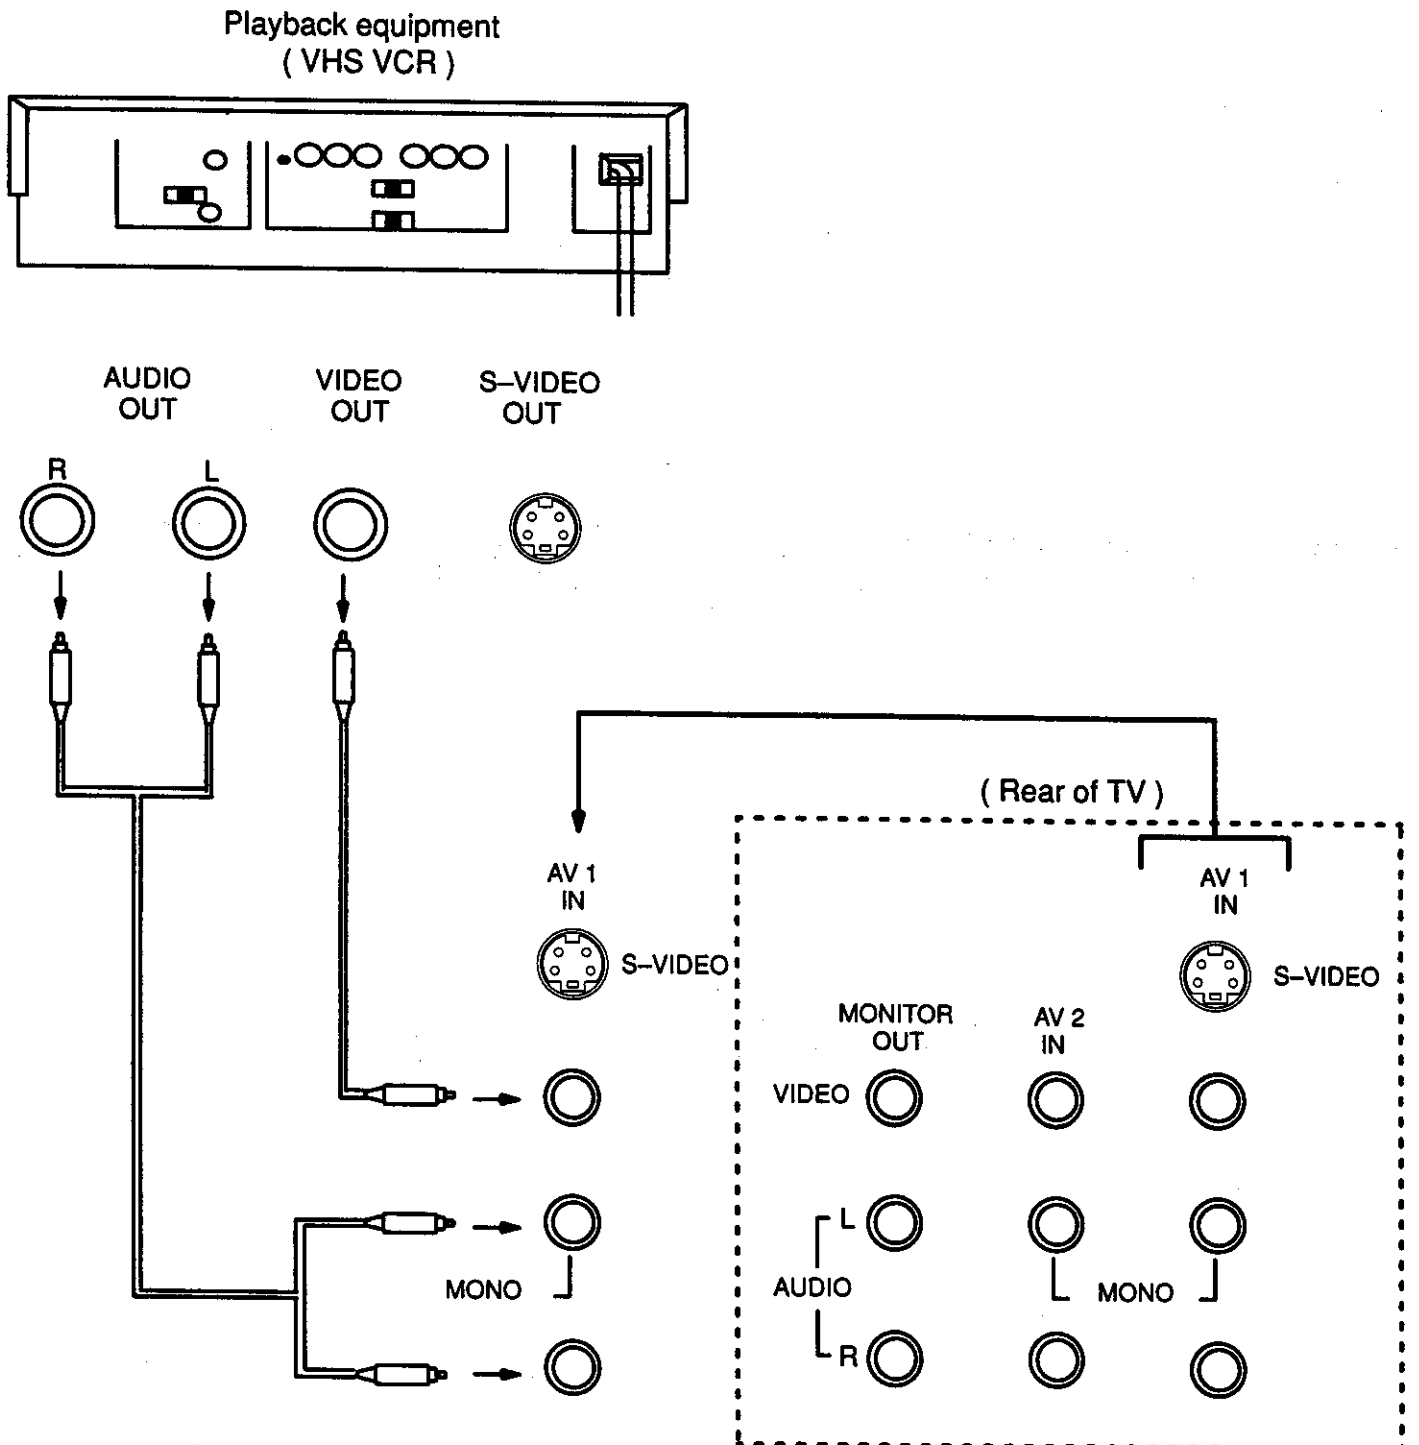 Playback equipment
( VHS VCR )
AUDIO
OUT
VIDEO
OUT
S–VIDEO
OUT
R
L
( Rear of TV )
AV 1
IN
S–VIDEO
AV 1
IN
S–VIDEO
MONITOR
OUT
AV 2
IN
VIDEO
L
AUDIO
R
MONO
MONO